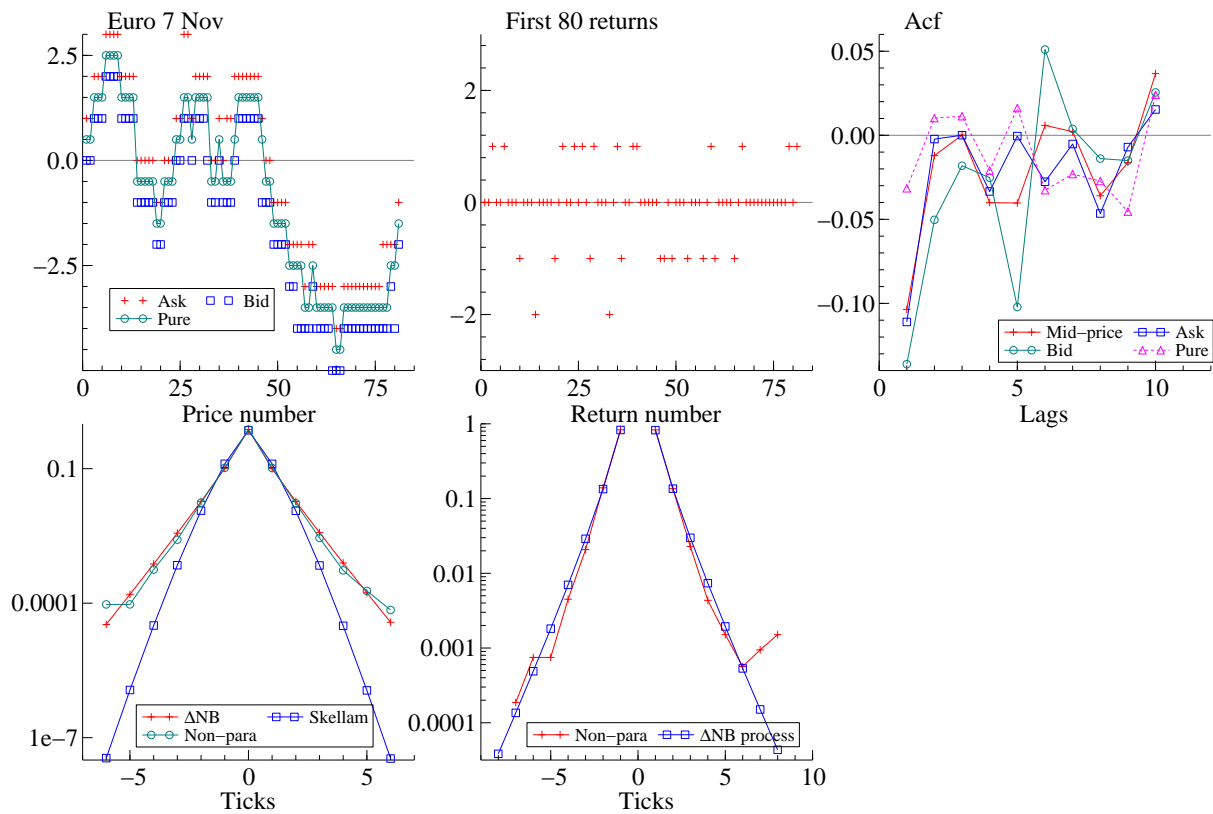 Euro 7 Nov
2.5
0.0
−2.5
Ask
Bid
Pure
0
25
50
75
Price number
First 80 returns
2
0
−2
0
25
50
75
Return number
Acf
0.05
0.00
−0.05
−0.10
Mid−price
Ask
Bid
Pure
0
5
10
Lags
0.1
0.0001
1e−7
ΔNB
Skellam
Non−para
−5
0
5
Ticks
1
0.1
0.01
0.001
0.0001
Non−para
ΔNB process
−5
0
5
10
Ticks